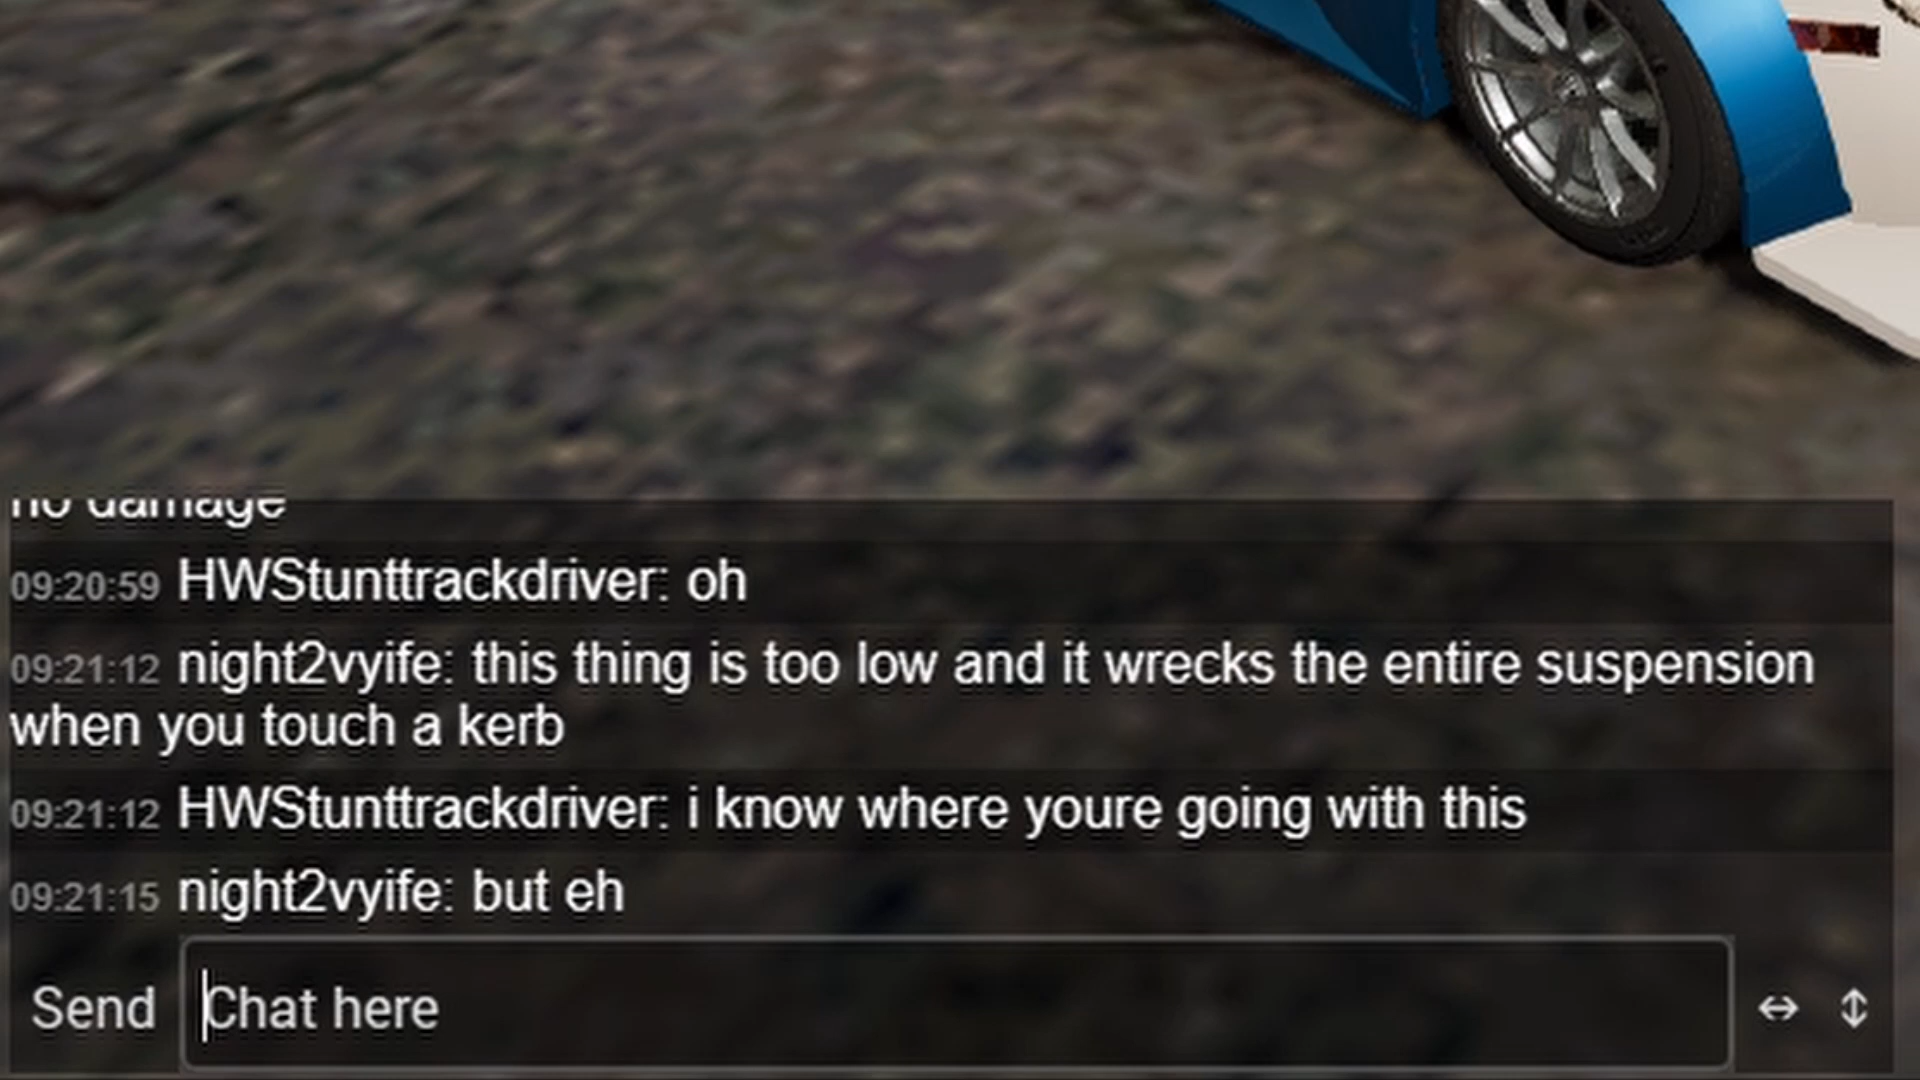 no damage
09:20:59 HWStunttrackdriver: oh
09:21:12 night2vyife: this thing is too low and it wrecks the entire suspension
when you touch a kerb
09:21:12 HWStunttrackdriver: i know where youre going with this
09:21:15 night2vyife: but eh
Send Chat here